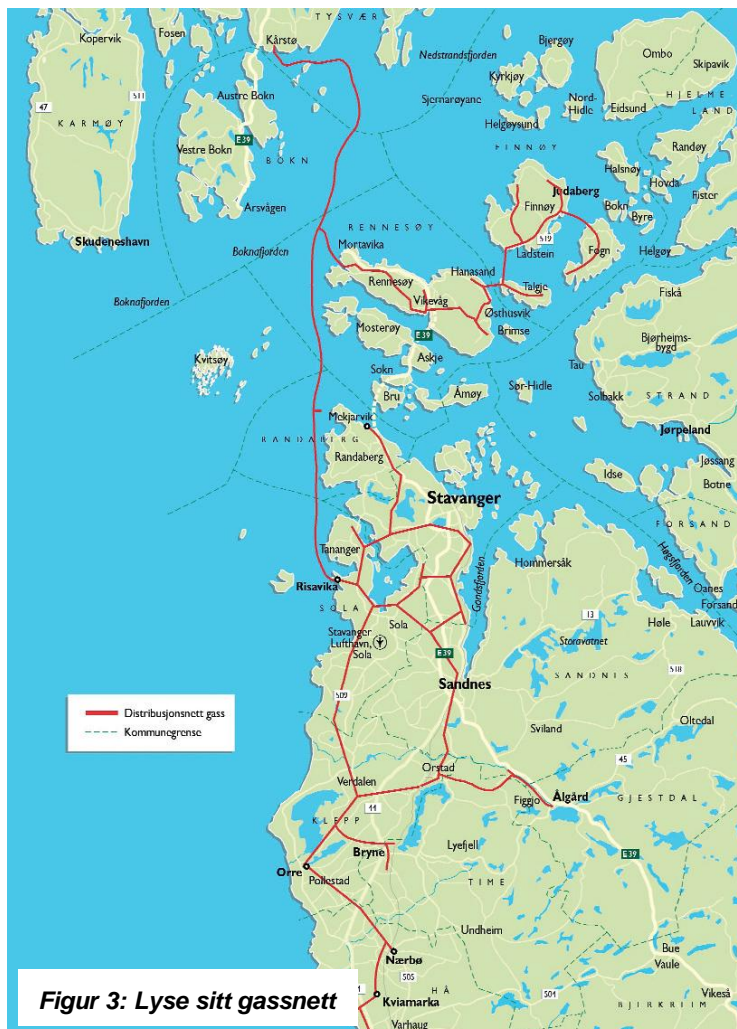 TYSVÆR
Kopervik
Fosen
Kårstø
Nedstrandsfjorden
Bjergøy
Ombo
Skipavik
Kyrkjøy
Sjernarøyane
Nord-
Hidle
Eidsund
HJELME
LAND
511
47
KARMØY
Austre Bokn
Helgøysund
FINNØY
E39
Vestre Bokn
BOKN
Randøy
Halsnøy
Hovda
Fister
Judaberg
Finnøy
Bokn
Byre
Arsvågen
RENNESØY
Skudeneshavn
Boknafjorden
Mortavika
519
Ladstein
Fogn
Helgøy
Hanasand
Rennesøy
Talgje
Boknafjorden
Vikevåg
Fiskå
Østhusvik
Mosterøy
Brimse
E39
Bjørheims-
bygd
Kvitsøy
Askje
Tau
Sokn
Sør-Hidle
Solbakk
STRAND
Bru
Åmøy
Mekjarvik
Jørpeland
RANDABERG
Randaberg
Jøssang
Idse
Botne
Stavanger
FORSAND
Høgsfjorden
Tananger
Hommersåk
Gandsfjorden
Risavika
Oanes
Forsand
SOLA
13
Høle
Lauvvik
Sola
Stavanger
Lufthavn,
Sola
Storavatnet
E39
SANDNIS
518
Sandnes
509
Distribusjonsnett gass
Kommunegrense
Oltedal
Sviland
45
Orstad
Verdalen
Figgjo
Ålgård
GJESTDAL
44
KLEPP
Bryne
Lyefjell
E39
Orre
Pollestad
TIME
Undheim
Bue
Nærbø
Vaule
505
Vikeså
Figur 3: Lyse sitt gassnett
Kviamarka
HÅ
504
BJIRKRIIM
Varhaug